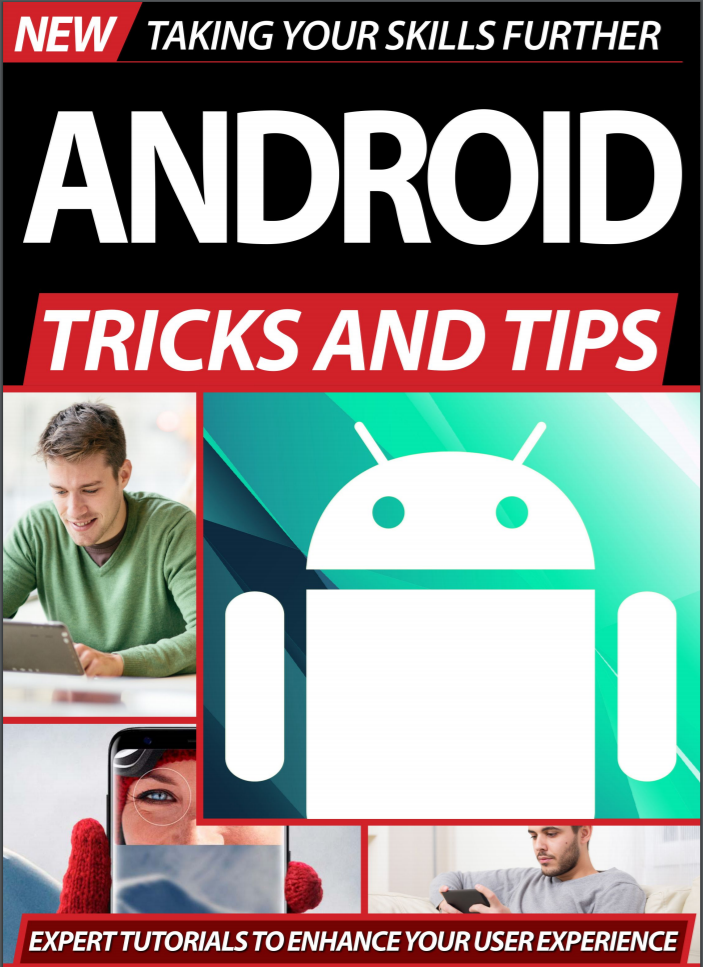 NEW TAKING YOUR SKILLS FURTHER
ANDROID
TRICKS AND TIPS
EXPERT TUTORIALS TO ENHANCE YOUR USER EXPERIENCE